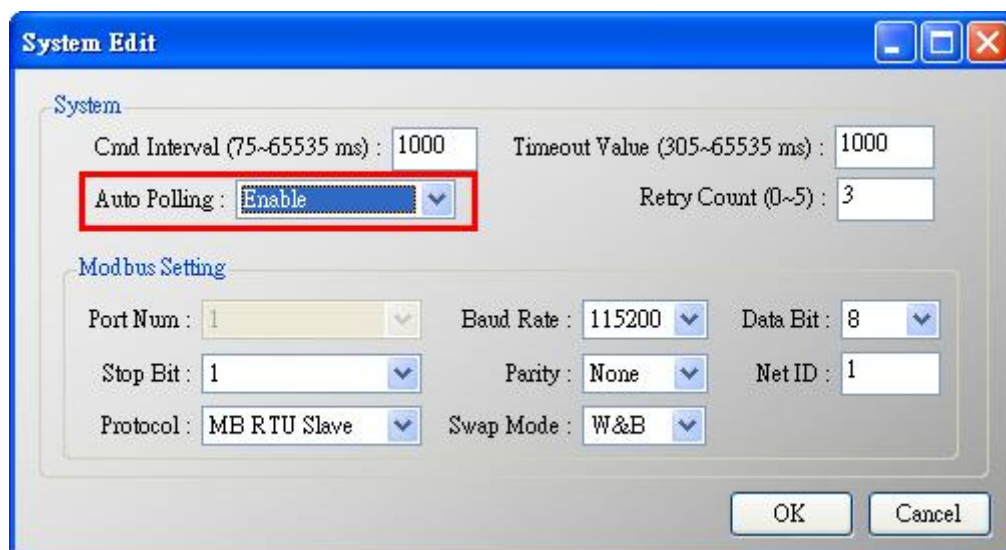 System Edit
System
Cmd Interval (75~65535 ms) : 1000 Timeout Value (305~65535 ms) : 1000
Auto Polling : Enable Retry Count (0~5) : 3
Modbus Setting
Port Num : 1 Baud Rate : 115200 Data Bit : 8
Stop Bit : 1 Parity : None Net ID : 1
Protocol : MB RTU Slave Swap Mode : W&B
OK Cancel